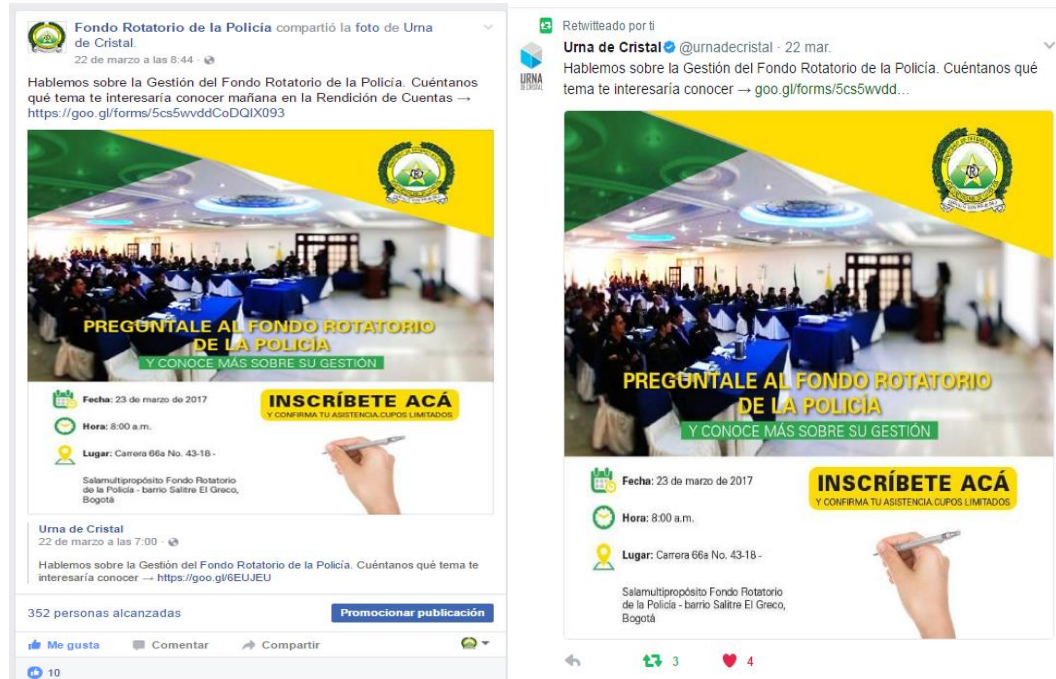 Fondo Rotatorio de la Policía compartió la foto de Urna
de Cristal.
22 de marzo a las 8:44 ·
Hablemos sobre la Gestión del Fondo Rotatorio de la Policía. Cuéntanos
qué tema te interesaría conocer mañana en la Rendición de Cuentas →
https://goo.gl/forms/5cs5wvddCoDQIX093
PREGÚNTALE AL FONDO ROTATORIO
DE LA POLICÍA
Y CONOCE MÁS SOBRE SU GESTIÓN
Fecha: 23 de marzo de 2017
Hora: 8:00 a.m.
Lugar: Carrera 66a No. 43-18 -
Salamultipropósito Fondo Rotatorio
de la Policía - barrio Salitre El Greco,
Bogotá
INSCRÍBETE ACÁ
Y CONFIRMA TU ASISTENCIA.CUPOS LIMITADOS
Urna de Cristal
22 de marzo a las 7:00 ·
Hablemos sobre la Gestión del Fondo Rotatorio de la Policía. Cuéntanos qué tema te
interesaría conocer → https://goo.gl/6EUJEU
352 personas alcanzadas
Promocionar publicación
Me gusta Comentar Compartir
10
Retwitteado por ti
URNA
DE CRISTAL
Urna de Cristal @urnadecristal · 22 mar.
Hablemos sobre la Gestión del Fondo Rotatorio de la Policía. Cuéntanos qué
tema te interesaría conocer → goo.gl/forms/5cs5wvdd…
PREGÚNTALE AL FONDO ROTATORIO
DE LA POLICÍA
Y CONOCE MÁS SOBRE SU GESTIÓN
Fecha: 23 de marzo de 2017
Hora: 8:00 a.m.
Lugar: Carrera 66a No. 43-18 -
Salamultipropósito Fondo Rotatorio
de la Policía - barrio Salitre El Greco,
Bogotá
INSCRÍBETE ACÁ
Y CONFIRMA TU ASISTENCIA.CUPOS LIMITADOS
3 4